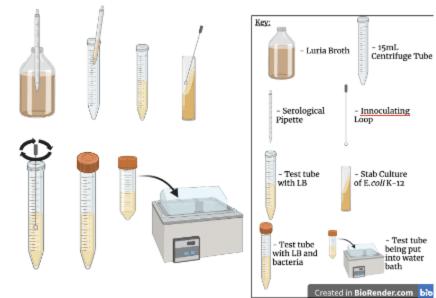 Key:
- Luria Broth
- 15mL
Centrifuge Tube
- Serological
Pipette
- Innoculating
Loop
- Test tube
with LB
- Stab Culture
of E.coli K-12
- Test tube
with LB and
bacteria
- Test tube
being put
into water
bath
Created in BioRender.com bio